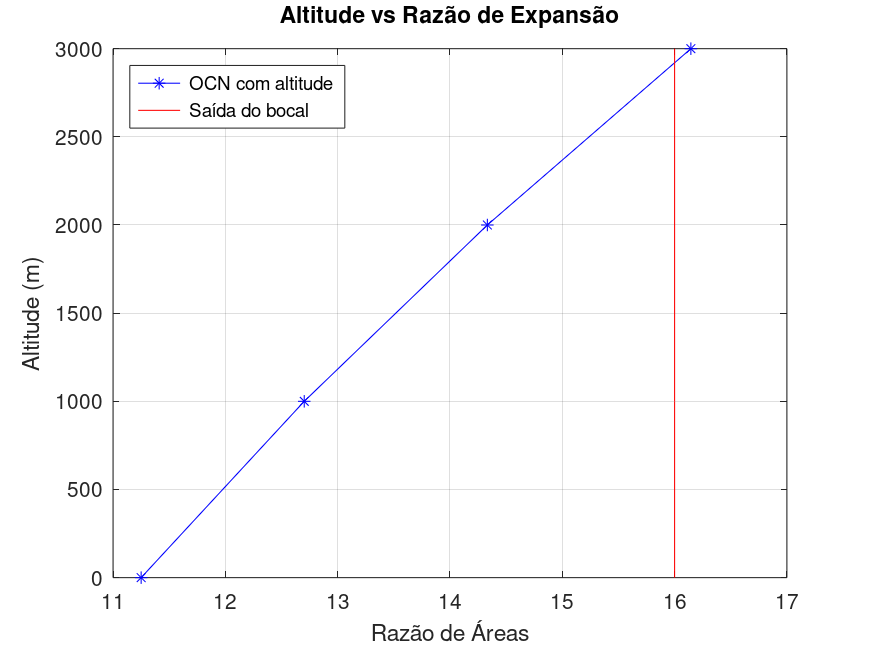 Altitude vs Razão de Expansão
3000
2500
2000
1500
1000
500
0
Altitude (m)
OCN com altitude
Saída do bocal
11 12 13 14 15 16 17
Razão de Áreas